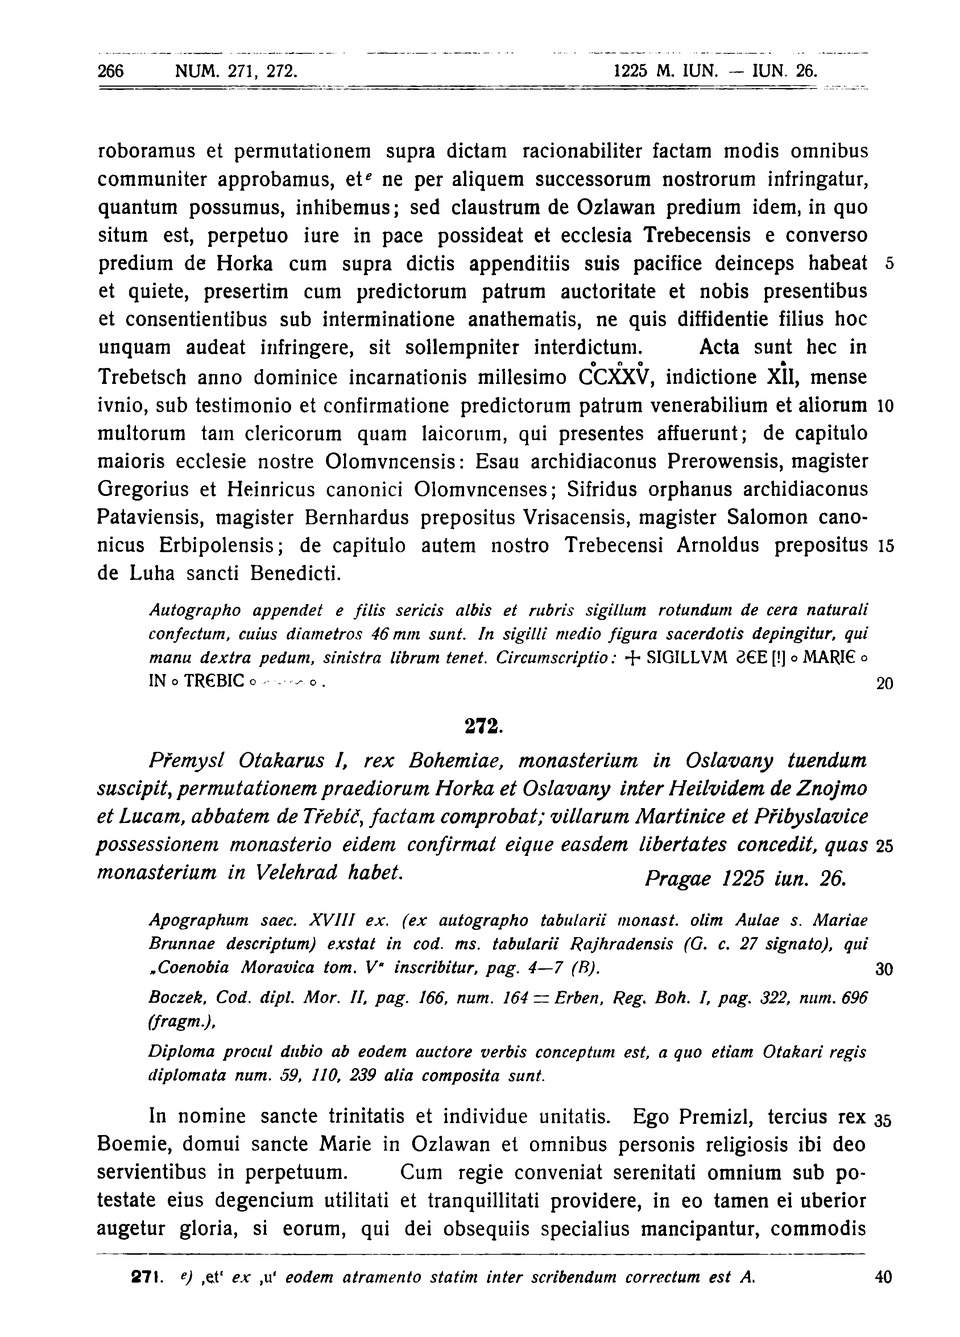 266 NUM. 271, 272. 1225 M. IUN. — IUN. 26.
roboramus et permutationem supra dictam racionabiliter factam modis omnibus
communiter approbamus, etᵉ ne per aliquem successorum nostrorum infringatur,
quantum possumus, inhibemus; sed claustrum de Ozlawan predium idem, in quo
situm est, perpetuo iure in pace possideat et ecclesia Trebecensis e converso
predium de Horka cum supra dictis appenditiis suis pacifice deinceps habeat 5
et quiete, presertim cum predictorum patrum auctoritate et nobis presentibus
et consentientibus sub interminatione anathematis, ne quis diffidentie filius hoc
unquam audeat infringere, sit sollempniter interdictum. Acta sunt hec in
Trebetsch anno dominice incarnationis millesimo C̊CX̊XV̊, indictione XII, mense
ivnio, sub testimonio et confirmatione predictorum patrum venerabilium et aliorum 10
multorum tam clericorum quam laicorum, qui presentes affuerunt; de capitulo
maioris ecclesie nostre Olomvncensis: Esau archidiaconus Prerowensis, magister
Gregorius et Heinricus canonici Olomvncenses; Sifridus orphanus archidiaconus
Pataviensis, magister Bernhardus prepositus Vrisacensis, magister Salomon cano-
nicus Erbipolensis; de capitulo autem nostro Trebecensi Arnoldus prepositus 15
de Luha sancti Benedicti.
Autographo appendet e filis sericis albis et rubris sigillum rotundum de cera naturali
confectum, cuius diametros 46 mm sunt. In sigilli medio figura sacerdotis depingitur, qui
manu dextra pedum, sinistra librum tenet. Circumscriptio: + SIGILLVM ƧЄE [!] ∘ MARIЄ ∘
IN ∘ TRЄBIC ∘ ∘ . 20
272.
Přemysl Otakarus I, rex Bohemiae, monasterium in Oslavany tuendum
suscipit, permutationem praediorum Horka et Oslavany inter Heilvidem de Znojmo
et Lucam, abbatem de Třebíč, factam comprobat; villarum Martinice et Přibyslavice
possessionem monasterio eidem confirmat eique easdem libertates concedit, quas 25
monasterium in Velehrad habet. Pragae 1225 iun. 26.
Apographum saec. XVIII ex. (ex autographo tabularii monast. olim Aulae s. Mariae
Brunnae descriptum) exstat in cod. ms. tabularii Rajhradensis (G. c. 27 signato), qui
„Coenobia Moravica tom. V“ inscribitur, pag. 4—7 (B). 30
Boczek, Cod. dipl. Mor. II, pag. 166, num. 164 = Erben, Reg. Boh. I, pag. 322, num. 696
(fragm.),
Diploma procul dubio ab eodem auctore verbis conceptum est, a quo etiam Otakari regis
diplomata num. 59, 110, 239 alia composita sunt.
In nomine sancte trinitatis et individue unitatis. Ego Premizl, tercius rex 35
Boemie, domui sancte Marie in Ozlawan et omnibus personis religiosis ibi deo
servientibus in perpetuum. Cum regie conveniat serenitati omnium sub po-
testate eius degencium utilitati et tranquillitati providere, in eo tamen ei uberior
augetur gloria, si eorum, qui dei obsequiis specialius mancipantur, commodis
271. e) ‚et‘ ex ‚u‘ eodem atramento statim inter scribendum correctum est A. 40